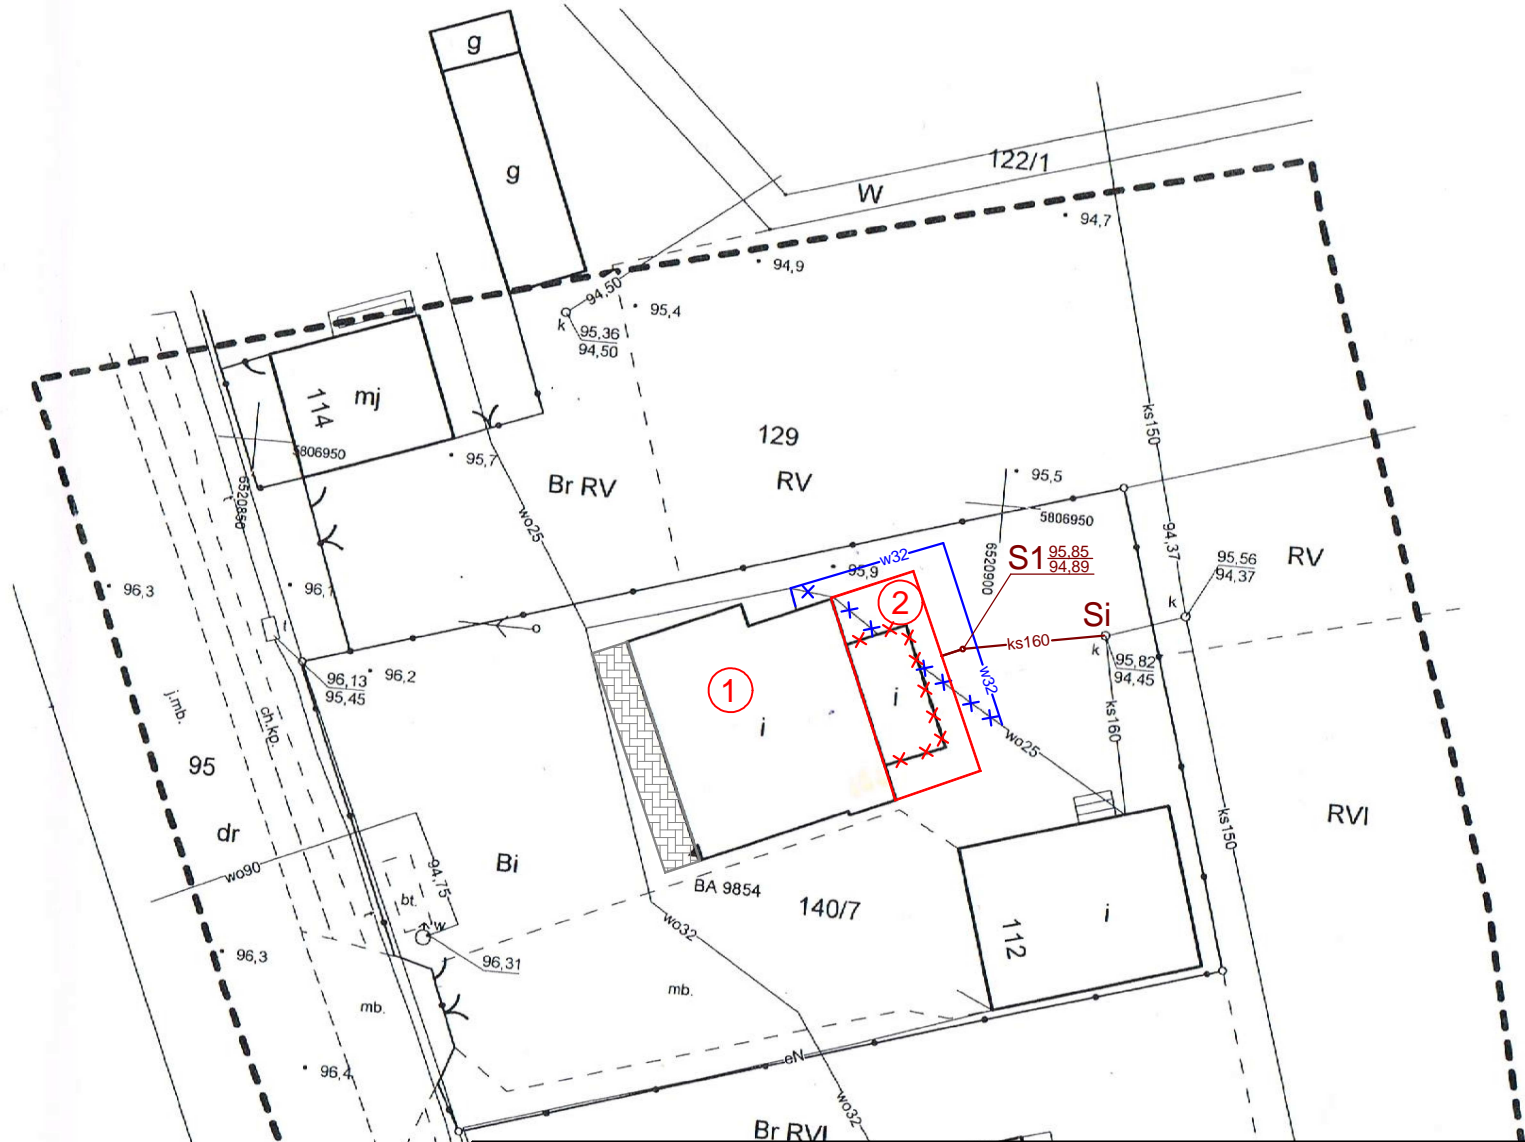 g
g
122/1
W
94,7
94,9
94,50
95,4
k
95,36
94,50
mj
114
5806950
95,7
129
RV
Br RV
ks150
95,5
5806950
6520850
wo25
94,37
6520900
w32
95,9
S1 95,85
94,89
95,56
94,37
RV
k
96,3
96,1
2
Si
ks160
k
95,82
94,45
96,13
95,45
96,2
1
i
i
w32
j.mb.
ch.kp.
ks160
wo25
95
dr
RVI
ks150
wo90
Bi
94,75
bt.
w
BA 9854
140/7
i
112
wo32
96,31
96,3
mb.
mb.
96,4
eN
wo32
Br RVI